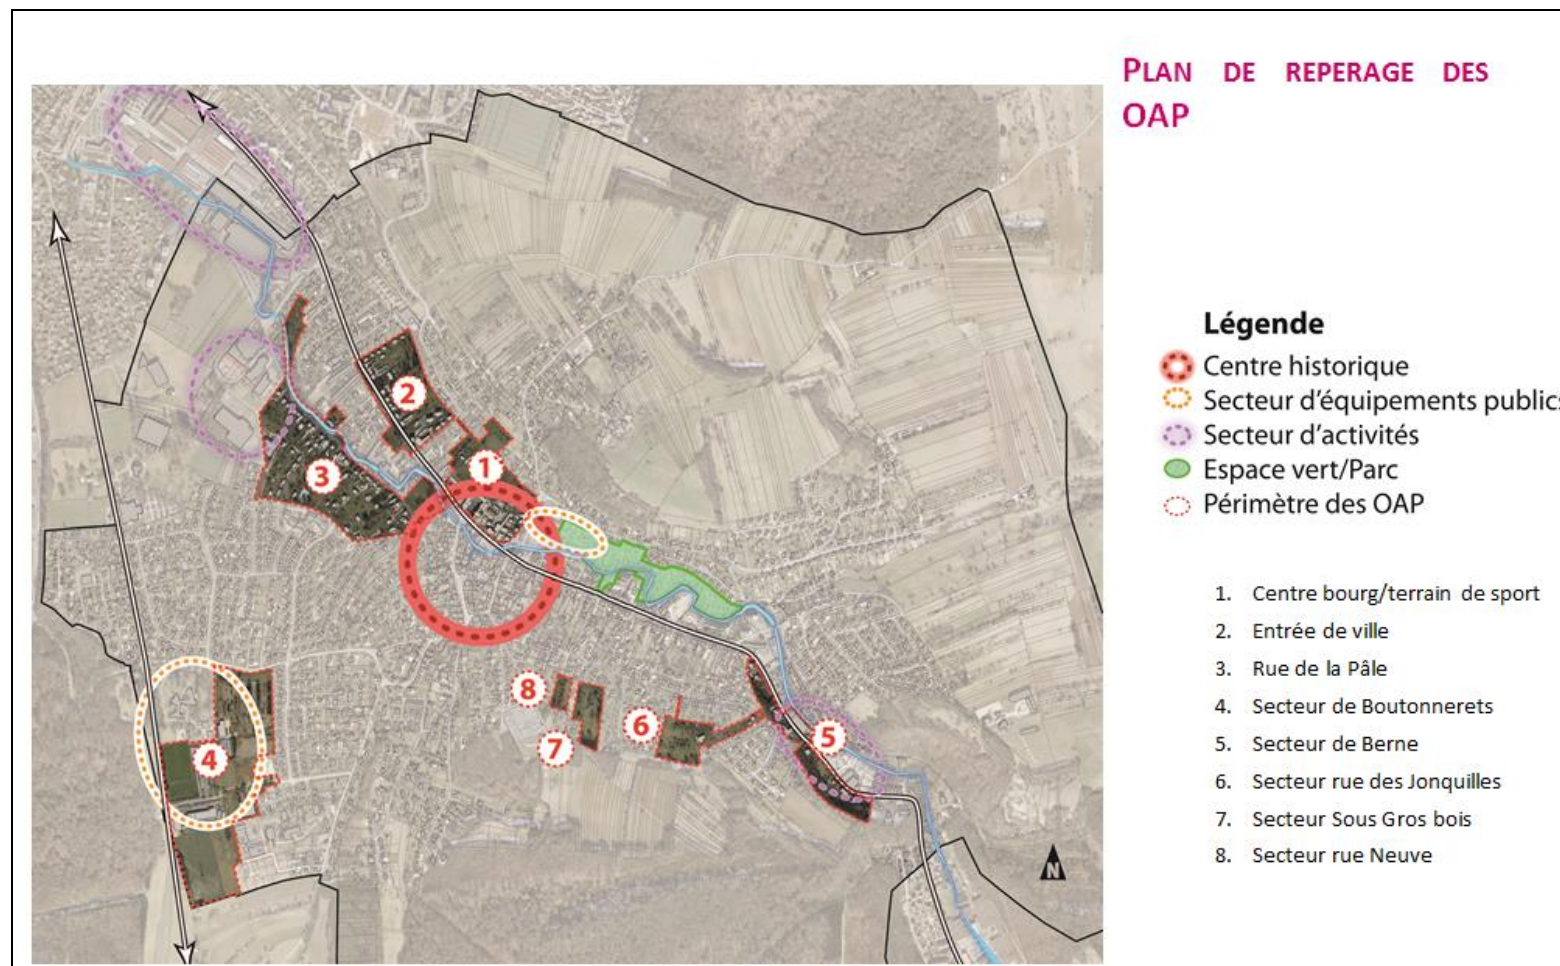 PLAN DE REPERAGE DES
OAP
Légende
Centre historique
Secteur d'équipements publics
Secteur d'activités
Espace vert/Parc
Périmètre des OAP
1. Centre bourg/terrain de sport
2. Entrée de ville
3. Rue de la Pâle
4. Secteur de Boutonnerets
5. Secteur de Berne
6. Secteur rue des Jonquilles
7. Secteur Sous Gros bois
8. Secteur rue Neuve
2
1
3
8
6
7
5
4
N